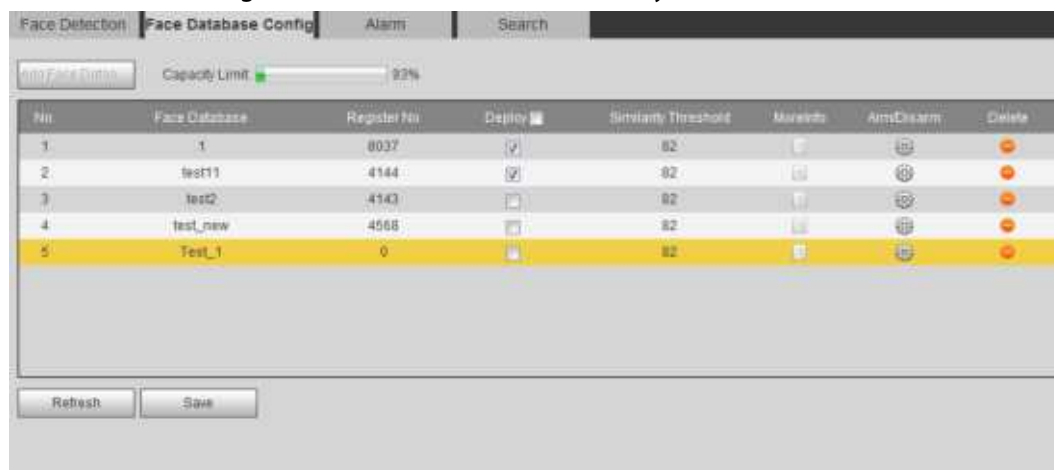 Face Detection Face Database Config Alarm Search
Add Face Datab... Capacity Limit 93%
No. Face Database Register No. Deploy Similarity Threshold MoreInfo Arm/Disarm Delete
1 1 8037 82
2 test11 4144 82
3 test2 4143 82
4 test_new 4568 82
5 Test_1 0 82
Refresh Save